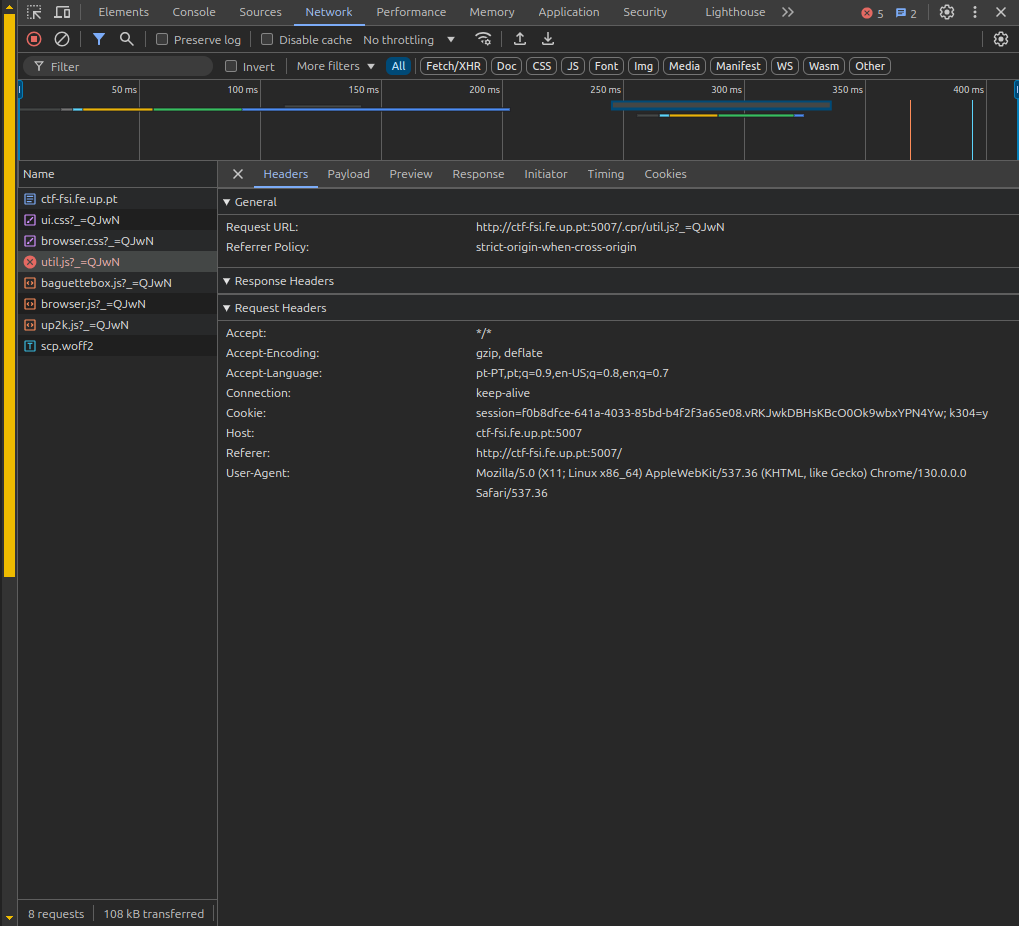 Elements Console Sources Network Performance Memory Application Security Lighthouse 5 2
Preserve log Disable cache No throttling
Filter Invert More filters All Fetch/XHR Doc CSS JS Font Img Media Manifest WS Wasm Other
50 ms 100 ms 150 ms 200 ms 250 ms 300 ms 350 ms 400 ms
Name
ctf-fsi.fe.up.pt
ui.css?_=QJwN
browser.css?_=QJwN
util.js?_=QJwN
baguettebox.js?_=QJwN
browser.js?_=QJwN
up2k.js?_=QJwN
scp.woff2
8 requests 108 kB transferred
Headers Payload Preview Response Initiator Timing Cookies
General
Request URL: http://ctf-fsi.fe.up.pt:5007/.cpr/util.js?_=QJwN
Referrer Policy: strict-origin-when-cross-origin
Response Headers
Request Headers
Accept: */*
Accept-Encoding: gzip, deflate
Accept-Language: pt-PT,pt;q=0.9,en-US;q=0.8,en;q=0.7
Connection: keep-alive
Cookie: session=f0b8dfce-641a-4033-85bd-b4f2f3a65e08.vRKJwkDBHsKBcO0Ok9wbxYPN4Yw; k304=y
Host: ctf-fsi.fe.up.pt:5007
Referer: http://ctf-fsi.fe.up.pt:5007/
User-Agent: Mozilla/5.0 (X11; Linux x86_64) AppleWebKit/537.36 (KHTML, like Gecko) Chrome/130.0.0.0
Safari/537.36